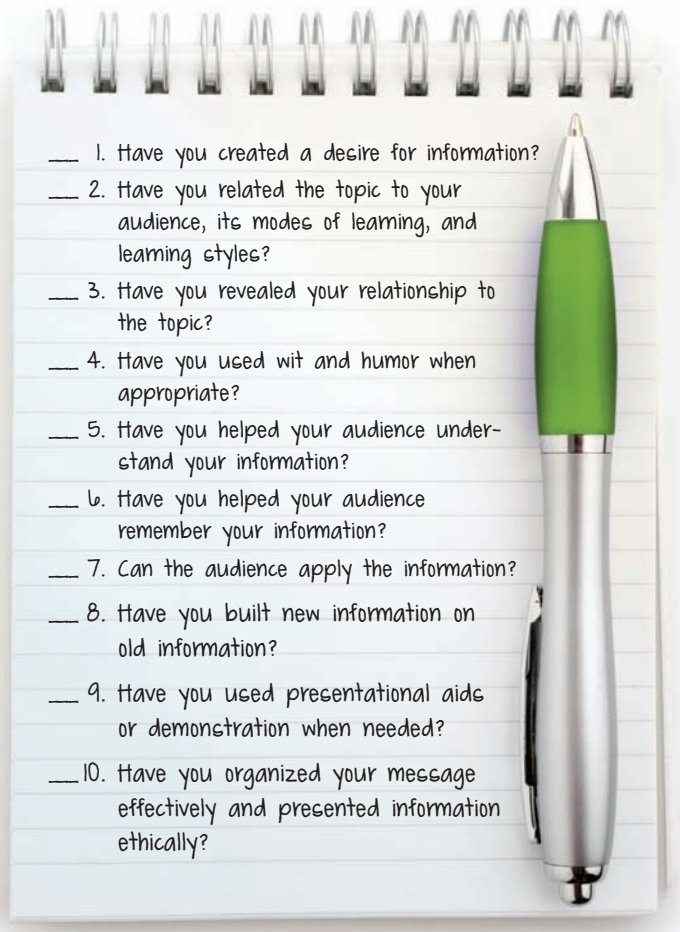 ___ 1. Have you created a desire for information?
___ 2. Have you related the topic to your
audience, its modes of learning, and
learning styles?
___ 3. Have you revealed your relationship to
the topic?
___ 4. Have you used wit and humor when
appropriate?
___ 5. Have you helped your audience under-
stand your information?
___ 6. Have you helped your audience
remember your information?
___ 7. Can the audience apply the information?
___ 8. Have you built new information on
old information?
___ 9. Have you used presentational aids
or demonstration when needed?
___ 10. Have you organized your message
effectively and presented information
ethically?